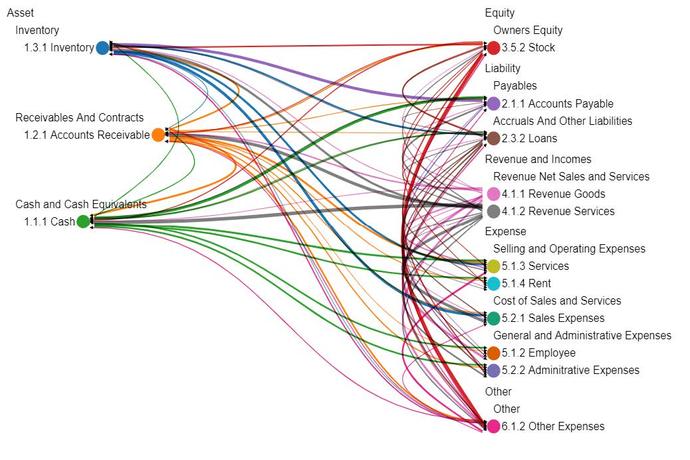 Asset
Inventory
1.3.1 Inventory
Receivables And Contracts
1.2.1 Accounts Receivable
Cash and Cash Equivalents
1.1.1 Cash
Equity
Owners Equity
3.5.2 Stock
Liability
Payables
2.1.1 Accounts Payable
Accruals And Other Liabilities
2.3.2 Loans
Revenue and Incomes
Revenue Net Sales and Services
4.1.1 Revenue Goods
4.1.2 Revenue Services
Expense
Selling and Operating Expenses
5.1.3 Services
5.1.4 Rent
Cost of Sales and Services
5.2.1 Sales Expenses
General and Administrative Expenses
5.1.2 Employee
5.2.2 Adminitrative Expenses
Other
Other
6.1.2 Other Expenses